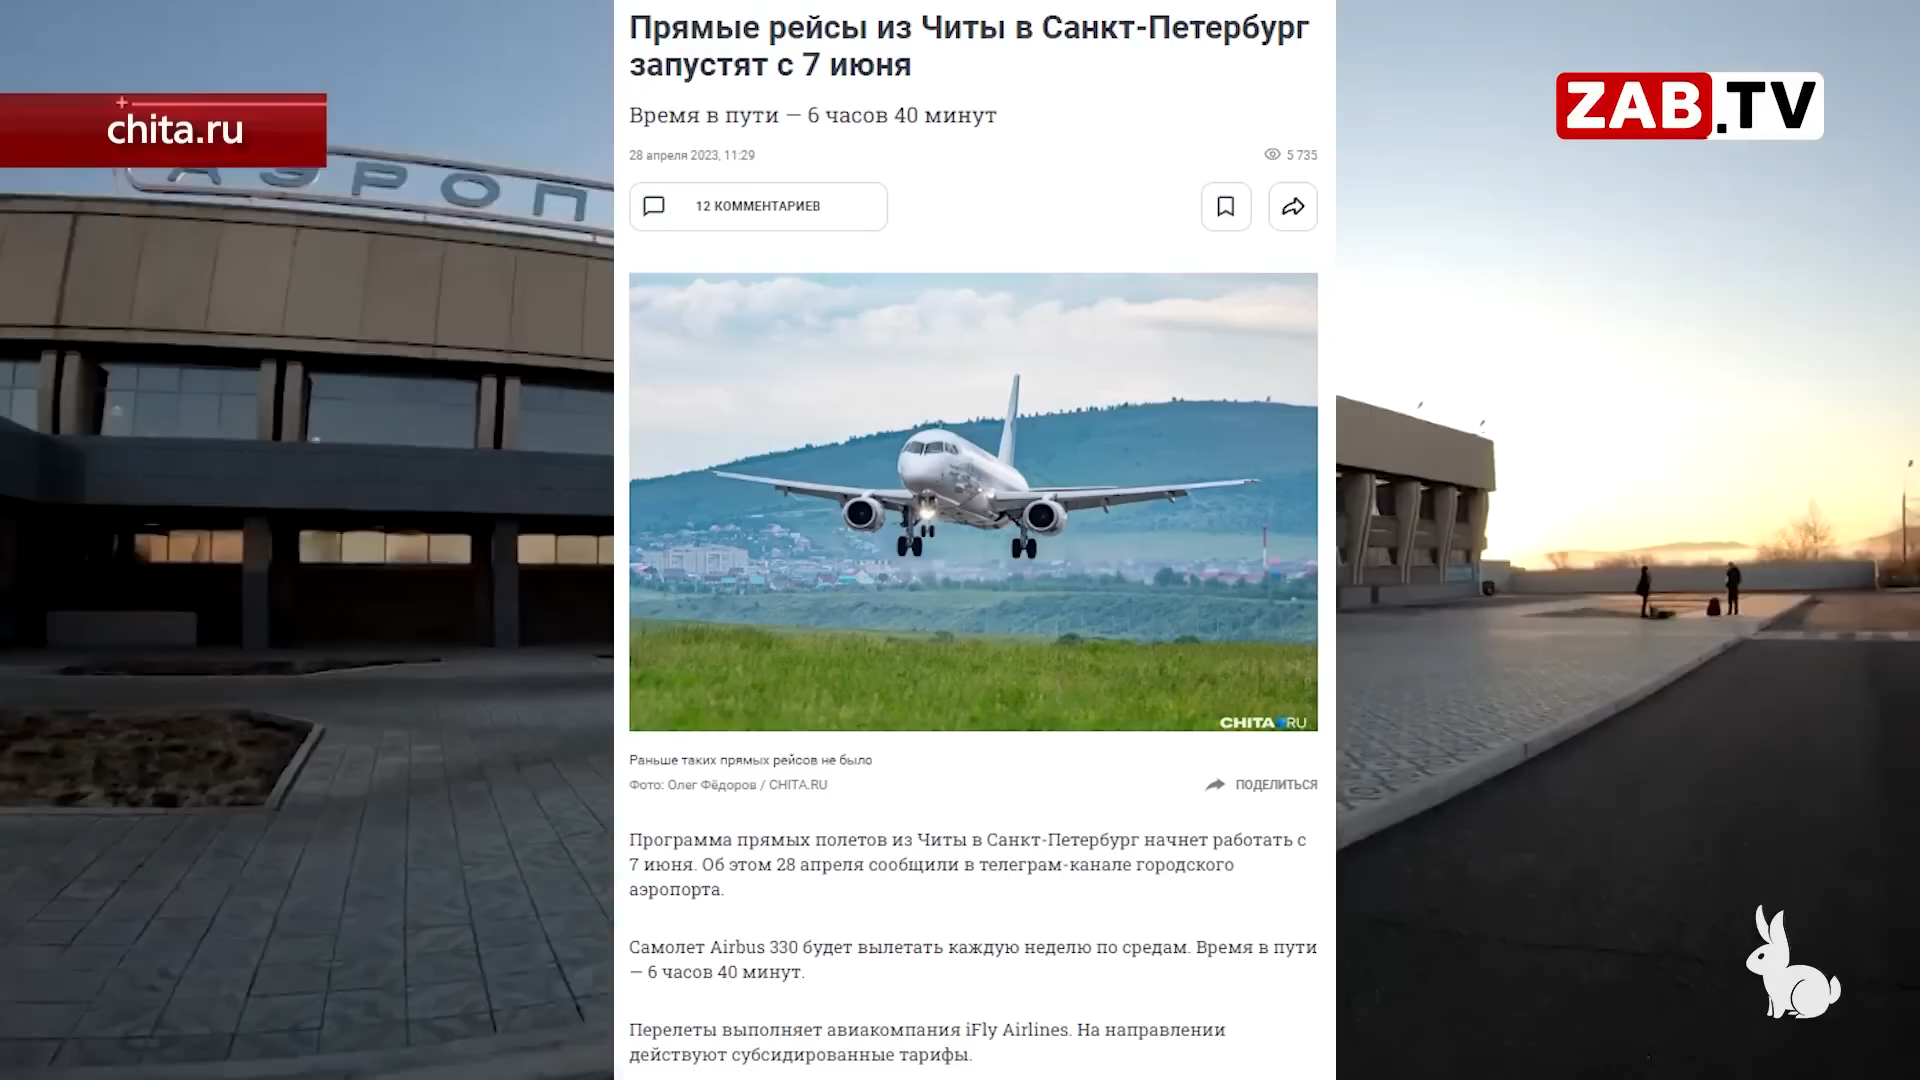 chita.ru
АЭРОП
Прямые рейсы из Читы в Санкт-Петербург
запустят с 7 июня
Время в пути — 6 часов 40 минут
28 апреля 2023, 11:29
5 735
12 КОММЕНТАРИЕВ
CHITA.RU
Раньше таких прямых рейсов не было
Фото: Олег Фёдоров / CHITA.RU
ПОДЕЛИТЬСЯ
Программа прямых полетов из Читы в Санкт-Петербург начнет работать с
7 июня. Об этом 28 апреля сообщили в телеграм-канале городского
аэропорта.
Самолет Airbus 330 будет вылетать каждую неделю по средам. Время в пути
— 6 часов 40 минут.
Перелеты выполняет авиакомпания iFly Airlines. На направлении
действуют субсидированные тарифы.
ZAB.TV